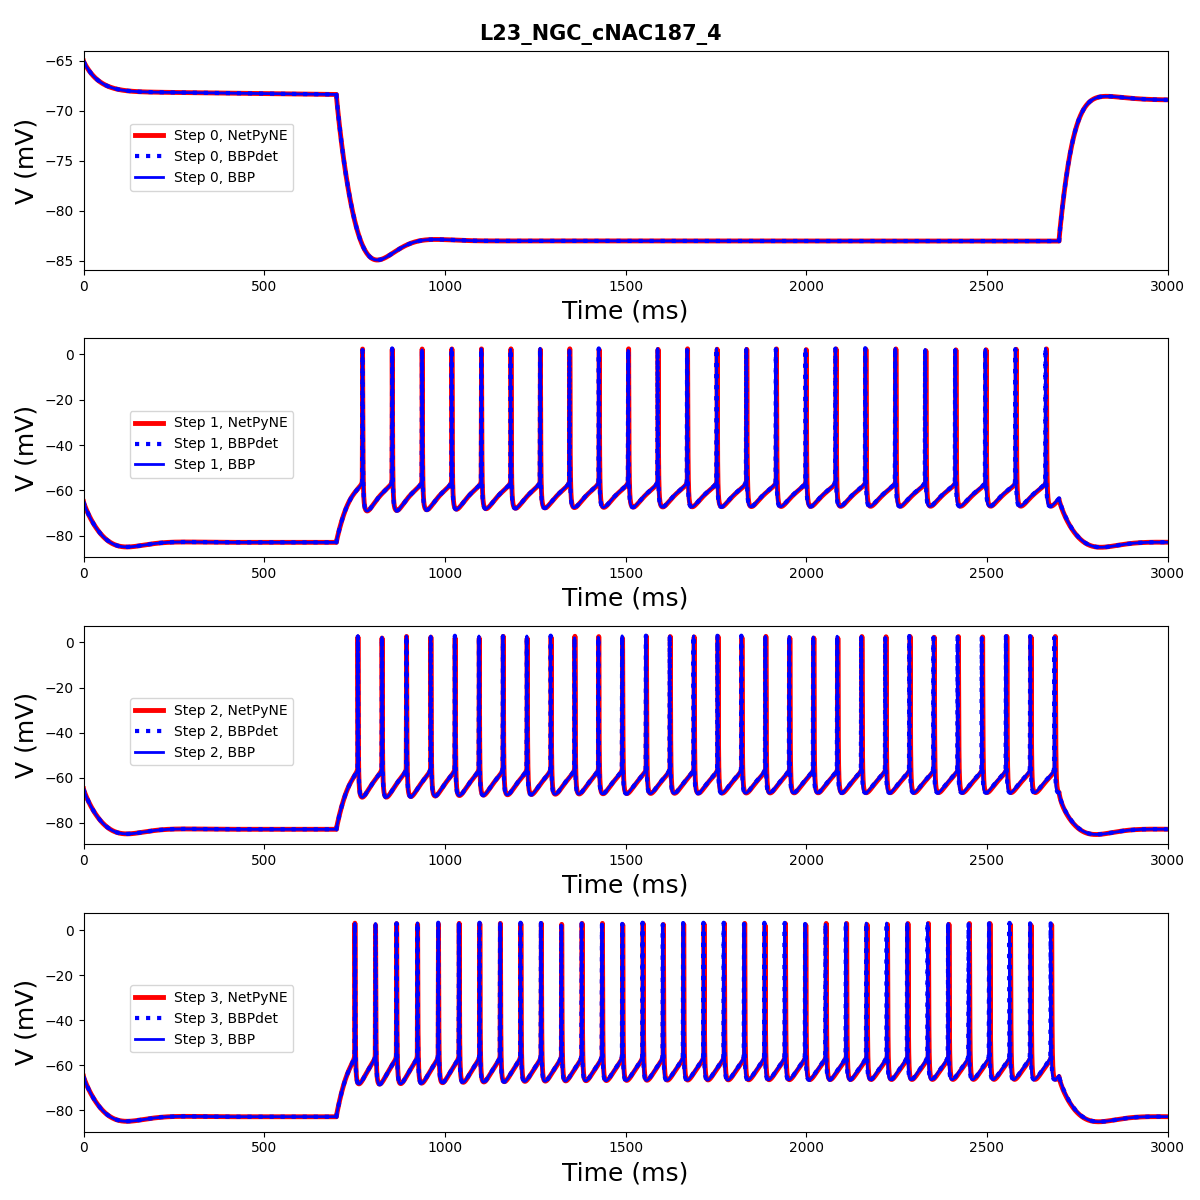 L23_NGC_cNAC187_4
−65
−70
−75
−80
−85
V (mV)
Step 0, NetPyNE
Step 0, BBPdet
Step 0, BBP
0 500 1000 1500 2000 2500 3000
Time (ms)
0
−20
−40
−60
−80
V (mV)
Step 1, NetPyNE
Step 1, BBPdet
Step 1, BBP
0 500 1000 1500 2000 2500 3000
Time (ms)
0
−20
−40
−60
−80
V (mV)
Step 2, NetPyNE
Step 2, BBPdet
Step 2, BBP
0 500 1000 1500 2000 2500 3000
Time (ms)
0
−20
−40
−60
−80
V (mV)
Step 3, NetPyNE
Step 3, BBPdet
Step 3, BBP
0 500 1000 1500 2000 2500 3000
Time (ms)